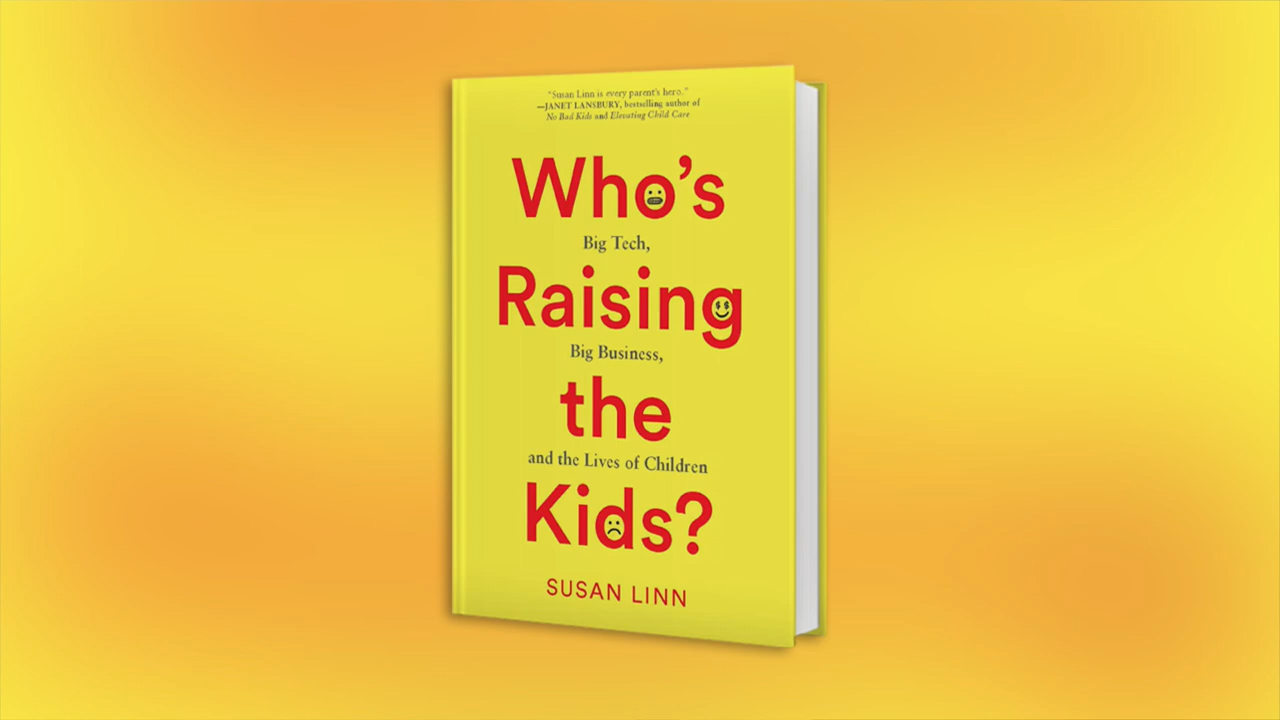 "Susan Linn is every parent's hero."
—JANET LANSBURY, bestselling author of
No Bad Kids and Elevating Child Care
Who's
Big Tech,
Raising
Big Business,
the
and the Lives of Children
Kids?
SUSAN LINN